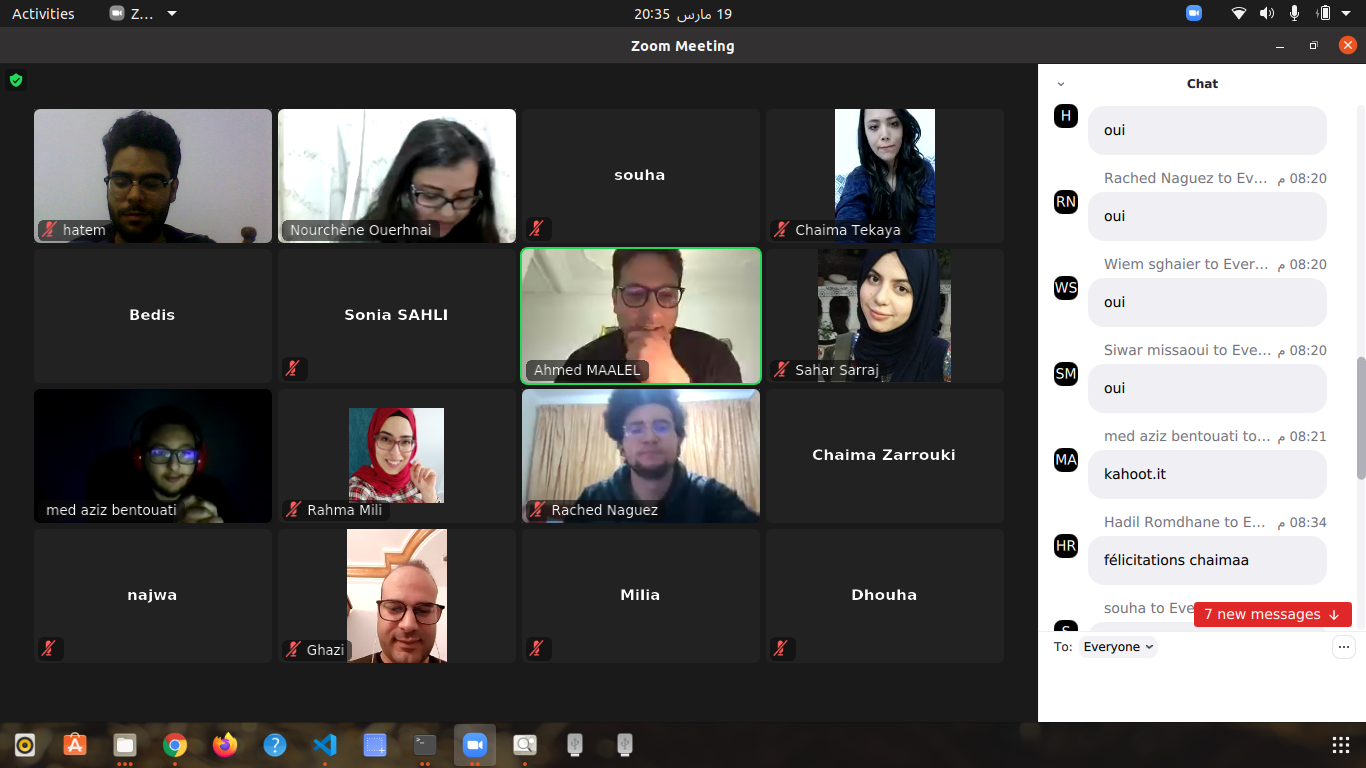 Activities
Z...
20:35 مارس 19
Zoom Meeting
hatem
Nourchène Ouerhnai
souha
Chaima Tekaya
Bedis
Sonia SAHLI
Ahmed MAALEL
Sahar Sarraj
med aziz bentouati
Rahma Mili
Rached Naguez
Chaima Zarrouki
najwa
Ghazi
Milia
Dhouha
Chat
H
oui
Rached Naguez to Ev... 08:20 م
RN
oui
Wiem sghaier to Ever... 08:20 م
WS
oui
Siwar missaoui to Eve... 08:20 م
SM
oui
med aziz bentouati to... 08:21 م
MA
kahoot.it
Hadil Romdhane to E... 08:34 م
HR
félicitations chaimaa
souha to Eve
S
7 new messages ↓
To: Everyone